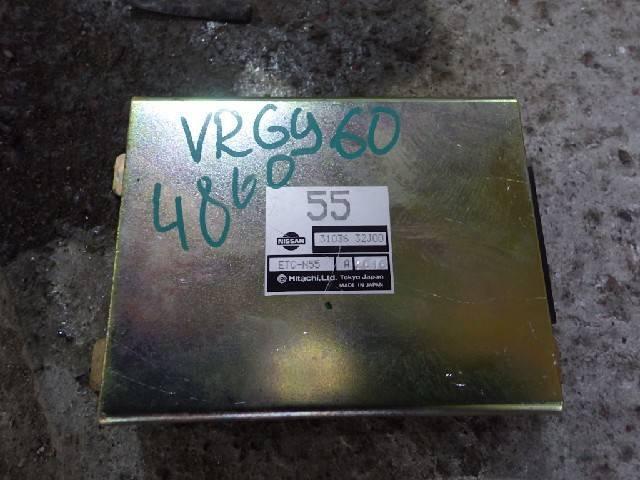 VRGY60
4860
55
NISSAN
31036 32J00
ETC-N55 A
Hitachi,Ltd. Tokyo Japan
MADE IN JAPAN